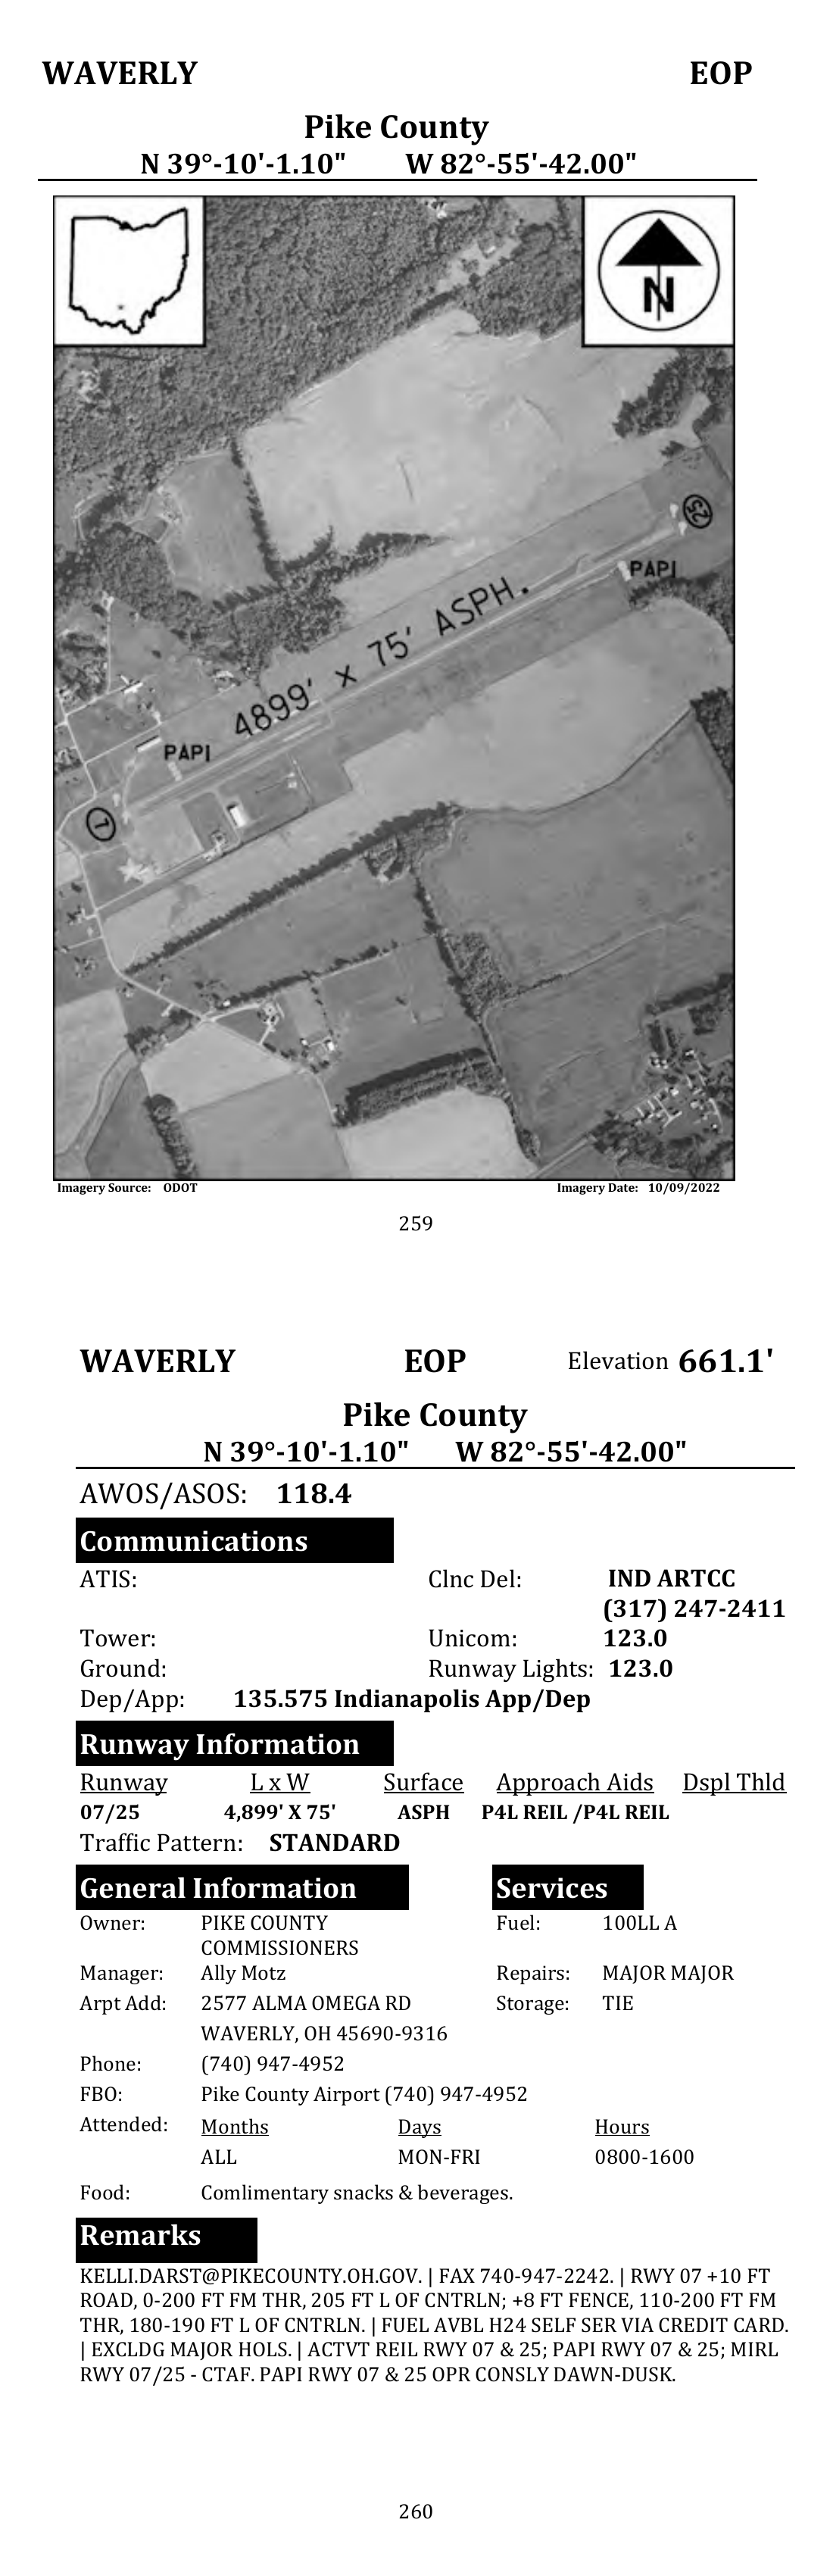 WAVERLY EOP
Pike County
N 39°-10'-1.10" W 82°-55'-42.00"
N
25
PAPI
4899' x 75' ASPH.
PAPI
7
Imagery Source: ODOT Imagery Date: 10/09/2022
259
WAVERLY EOP Elevation 661.1'
Pike County
N 39°-10'-1.10" W 82°-55'-42.00"
AWOS/ASOS: 118.4
Communications
ATIS: Clnc Del: IND ARTCC
(317) 247-2411
Tower: Unicom: 123.0
Ground: Runway Lights: 123.0
Dep/App: 135.575 Indianapolis App/Dep
Runway Information
Runway L x W Surface Approach Aids Dspl Thld
07/25 4,899' X 75' ASPH P4L REIL /P4L REIL
Traffic Pattern: STANDARD
General Information Services
Owner: PIKE COUNTY Fuel: 100LL A
COMMISSIONERS
Manager: Ally Motz Repairs: MAJOR MAJOR
Arpt Add: 2577 ALMA OMEGA RD Storage: TIE
WAVERLY, OH 45690-9316
Phone: (740) 947-4952
FBO: Pike County Airport (740) 947-4952
Attended: Months Days Hours
ALL MON-FRI 0800-1600
Food: Comlimentary snacks & beverages.
Remarks
KELLI.DARST@PIKECOUNTY.OH.GOV. | FAX 740-947-2242. | RWY 07 +10 FT
ROAD, 0-200 FT FM THR, 205 FT L OF CNTRLN; +8 FT FENCE, 110-200 FT FM
THR, 180-190 FT L OF CNTRLN. | FUEL AVBL H24 SELF SER VIA CREDIT CARD.
| EXCLDG MAJOR HOLS. | ACTVT REIL RWY 07 & 25; PAPI RWY 07 & 25; MIRL
RWY 07/25 - CTAF. PAPI RWY 07 & 25 OPR CONSLY DAWN-DUSK.
260